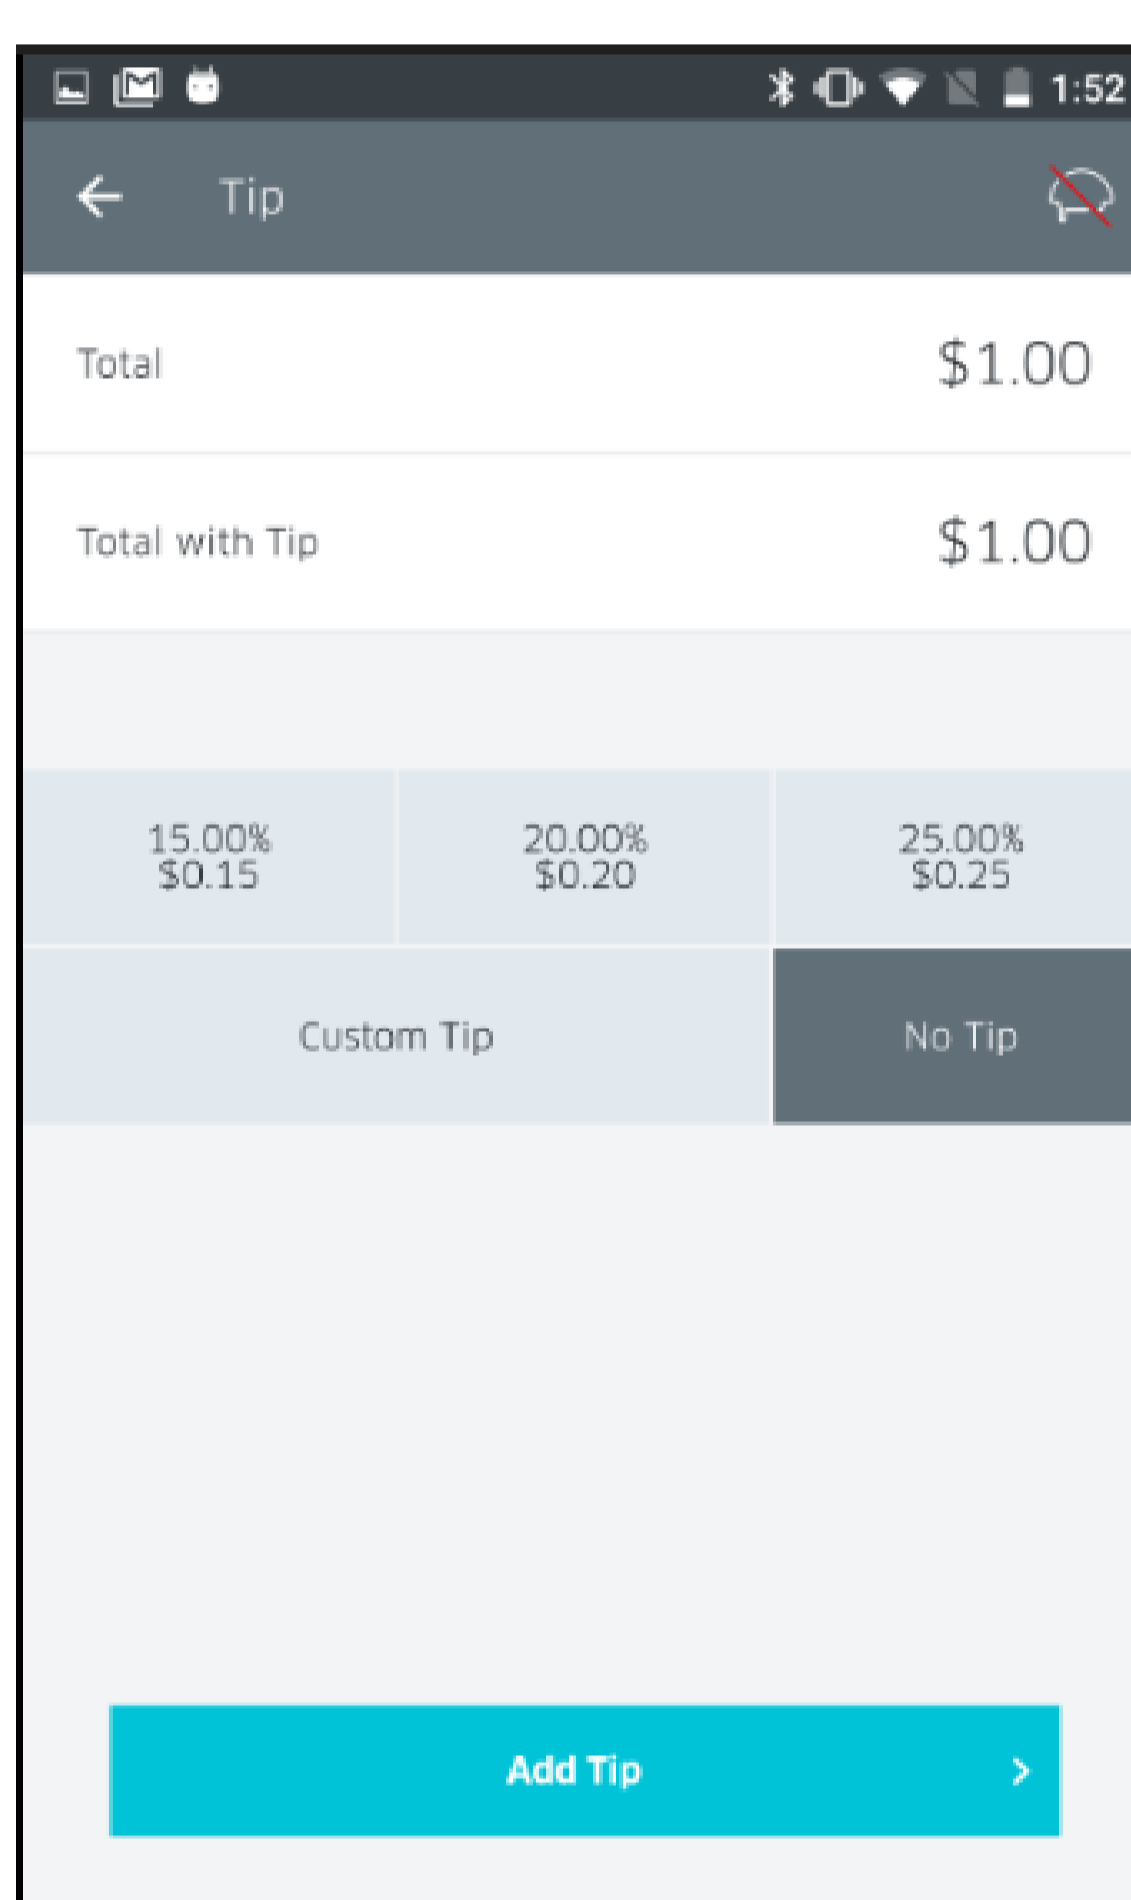 1:52
Tip
Total
$1.00
Total with Tip
$1.00
15.00%
$0.15
20.00%
$0.20
25.00%
$0.25
Custom Tip
No Tip
Add Tip